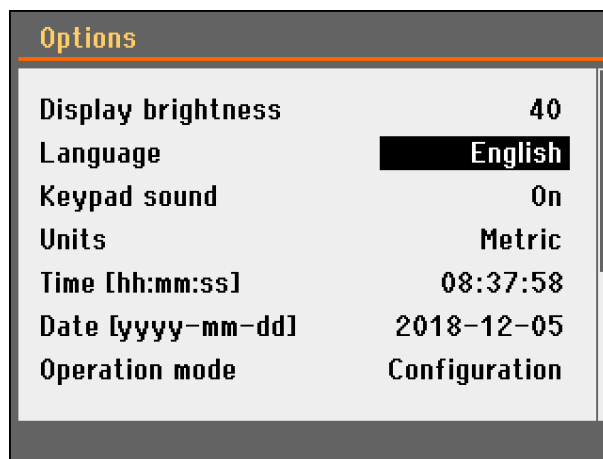 Options
Display brightness 40
Language English
Keypad sound On
Units Metric
Time [hh:mm:ss] 08:37:58
Date [yyyy-mm-dd] 2018-12-05
Operation mode Configuration